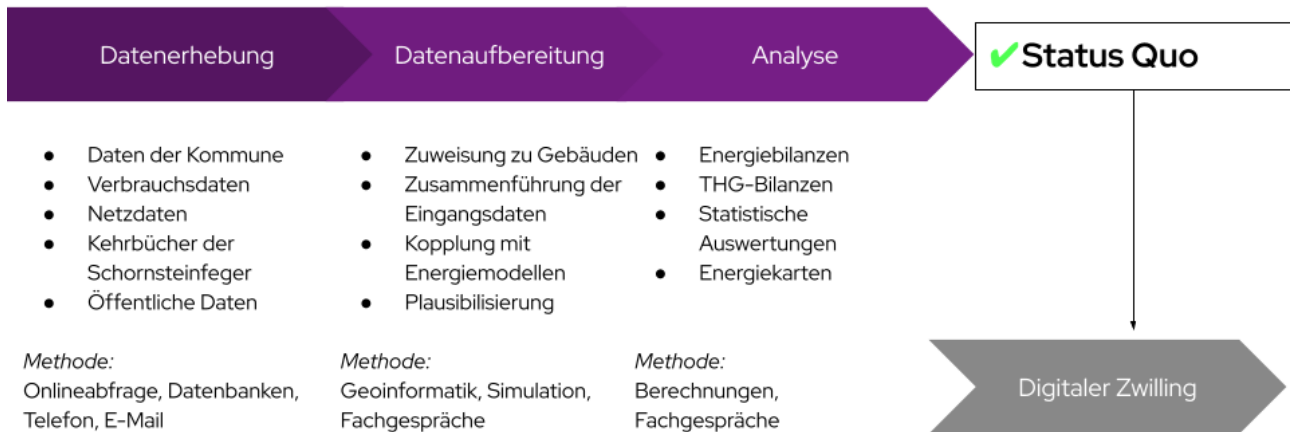 Datenerhebung
Datenaufbereitung
Analyse
✔Status Quo
● Daten der Kommune
● Verbrauchsdaten
● Netzdaten
● Kehrbücher der
Schornsteinfeger
● Öffentliche Daten
● Zuweisung zu Gebäuden
● Zusammenführung der
Eingangsdaten
● Kopplung mit
Energiemodellen
● Plausibilisierung
● Energiebilanzen
● THG-Bilanzen
● Statistische
Auswertungen
● Energiekarten
Methode:
Onlineabfrage, Datenbanken,
Telefon, E-Mail
Methode:
Geoinformatik, Simulation,
Fachgespräche
Methode:
Berechnungen,
Fachgespräche
Digitaler Zwilling